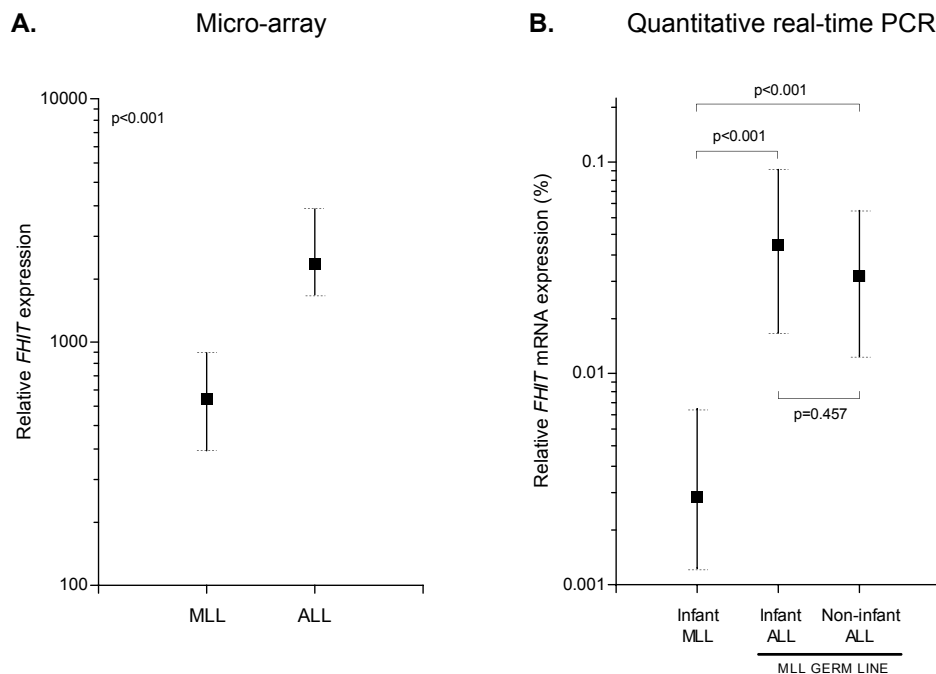 A.
Micro-array
10000
p<0.001
1000
100
Relative FHIT expression
MLL
ALL
B.
Quantitative real-time PCR
p<0.001
p<0.001
0.1
0.01
0.001
p=0.457
Relative FHIT mRNA expression (%)
Infant
MLL
Infant
ALL
Non-infant
ALL
MLL GERM LINE